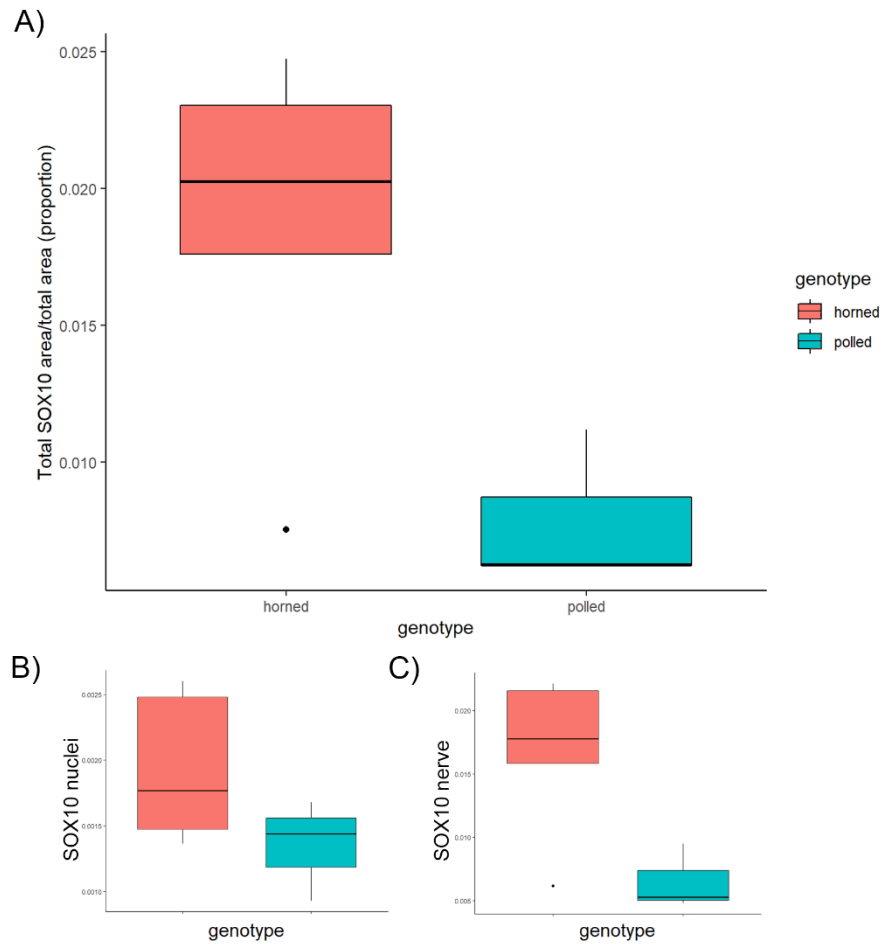 A)
0.025
0.020
0.015
0.010
Total SOX10 area/total area (proportion)
horned
polled
genotype
genotype
horned
polled
B)
0.0025
0.0020
0.0015
0.0010
SOX10 nuclei
genotype
C)
0.020
0.015
0.010
0.005
SOX10 nerve
genotype